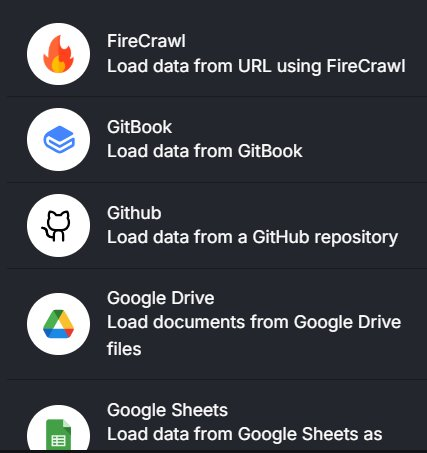 FireCrawl
Load data from URL using FireCrawl
GitBook
Load data from GitBook
Github
Load data from a GitHub repository
Google Drive
Load documents from Google Drive
files
Google Sheets
Load data from Google Sheets as